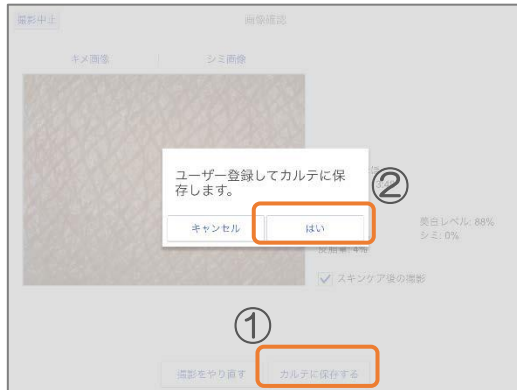 撮影中止
画像確認
キメ画像
シミ画像
ユーザー登録してカルテに保
存します。
②
キャンセル
はい
美白レベル: 88%
シミ: 0%
皮脂量: 4%
スキンケア後の撮影
①
撮影をやり直す
カルテに保存する